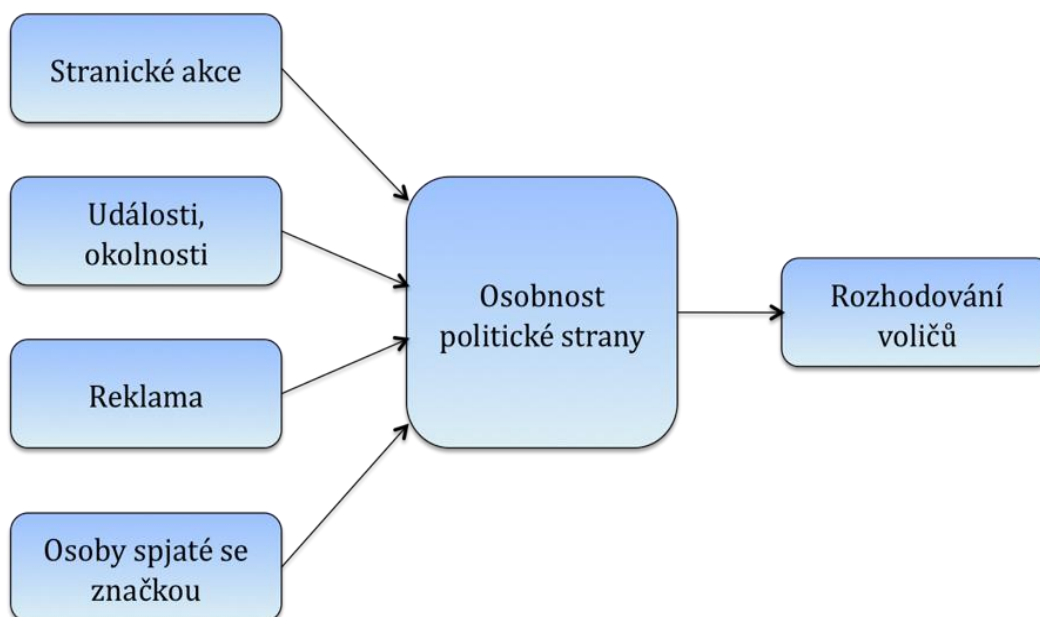 Stranické akce
Události,
okolnosti
Reklama
Osoby spjaté se
značkou
Osobnost
politické strany
Rozhodování
voličů